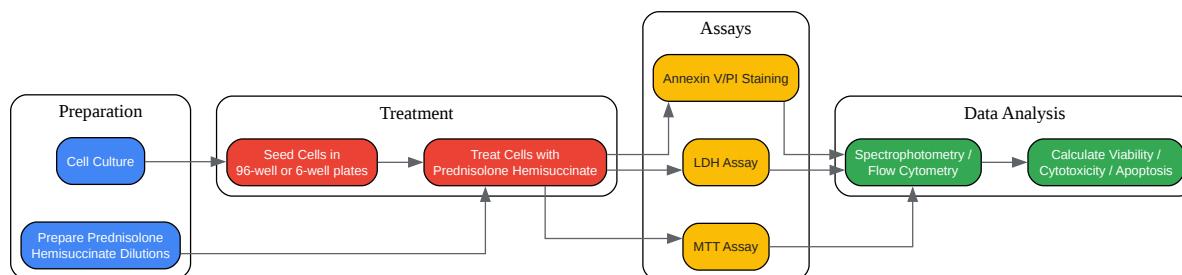 Preparation
Cell Culture
Prepare Prednisolone
Hemisuccinate Dilutions
Treatment
Seed Cells in
96-well or 6-well plates
Treat Cells with
Prednisolone Hemisuccinate
Assays
Annexin V/PI Staining
LDH Assay
MTT Assay
Data Analysis
Spectrophotometry /
Flow Cytometry
Calculate Viability /
Cytotoxicity / Apoptosis